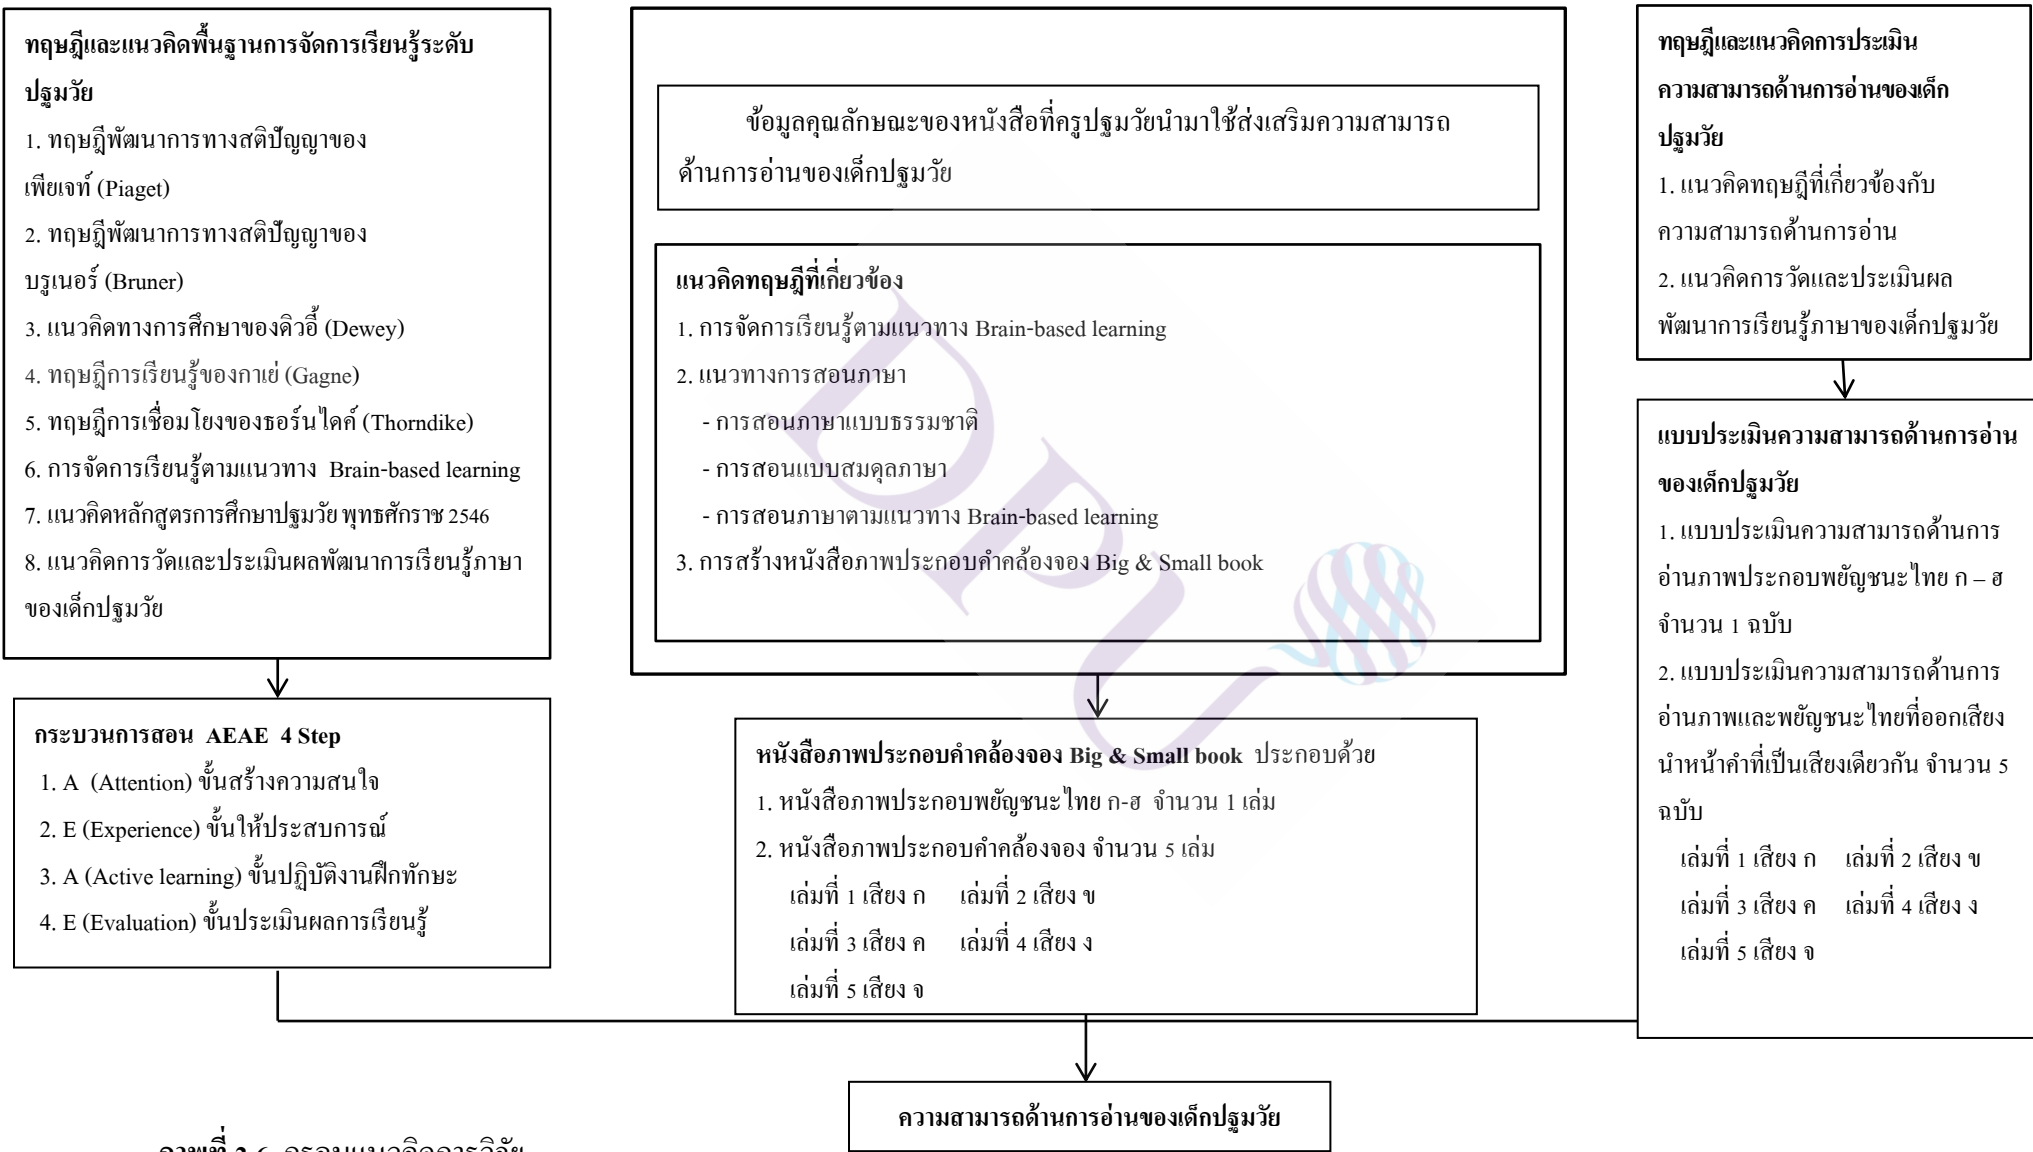 ทฤษฎีและแนวคิดพื้นฐานการจัดการเรียนรู้ระดับ
ปฐมวัย
1. ทฤษฎีพัฒนาการทางสติปัญญาของ
เพียเจท์ (Piaget)
2. ทฤษฎีพัฒนาการทางสติปัญญาของ
บรูเนอร์ (Bruner)
3. แนวคิดทางการศึกษาของดิวอี้ (Dewey)
4. ทฤษฎีการเรียนรู้ของกาเย่ (Gagne)
5. ทฤษฎีการเชื่อมโยงของธอร์นไดค์ (Thorndike)
6. การจัดการเรียนรู้ตามแนวทาง Brain-based learning
7. แนวคิดหลักสูตรการศึกษาปฐมวัย พุทธศักราช 2546
8. แนวคิดการวัดและประเมินผลพัฒนาการเรียนรู้ภาษา
ของเด็กปฐมวัย
กระบวนการสอน AEAE 4 Step
1. A (Attention) ขั้นสร้างความสนใจ
2. E (Experience) ขั้นให้ประสบการณ์
3. A (Active learning) ขั้นปฏิบัติงานฝึกทักษะ
4. E (Evaluation) ขั้นประเมินผลการเรียนรู้
ข้อมูลคุณลักษณะของหนังสือที่ครูปฐมวัยนำมาใช้ส่งเสริมความสามารถ
ด้านการอ่านของเด็กปฐมวัย
แนวคิดทฤษฎีที่เกี่ยวข้อง
1. การจัดการเรียนรู้ตามแนวทาง Brain-based learning
2. แนวทางการสอนภาษา
- การสอนภาษาแบบธรรมชาติ
- การสอนแบบสมดุลภาษา
- การสอนภาษาตามแนวทาง Brain-based learning
3. การสร้างหนังสือภาพประกอบคำคล้องจอง Big & Small book
DPU
หนังสือภาพประกอบคำคล้องจอง Big & Small book ประกอบด้วย
1. หนังสือภาพประกอบพยัญชนะไทย ก-ฮ จำนวน 1 เล่ม
2. หนังสือภาพประกอบคำคล้องจอง จำนวน 5 เล่ม
เล่มที่ 1 เสียง ก เล่มที่ 2 เสียง ข
เล่มที่ 3 เสียง ค เล่มที่ 4 เสียง ง
เล่มที่ 5 เสียง จ
ทฤษฎีและแนวคิดการประเมิน
ความสามารถด้านการอ่านของเด็ก
ปฐมวัย
1. แนวคิดทฤษฎีที่เกี่ยวข้องกับ
ความสามารถด้านการอ่าน
2. แนวคิดการวัดและประเมินผล
พัฒนาการเรียนรู้ภาษาของเด็กปฐมวัย
แบบประเมินความสามารถด้านการอ่าน
ของเด็กปฐมวัย
1. แบบประเมินความสามารถด้านการ
อ่านภาพประกอบพยัญชนะไทย ก – ฮ
จำนวน 1 ฉบับ
2. แบบประเมินความสามารถด้านการ
อ่านภาพและพยัญชนะไทยที่ออกเสียง
นำหน้าคำที่เป็นเสียงเดียวกัน จำนวน 5
ฉบับ
เล่มที่ 1 เสียง ก เล่มที่ 2 เสียง ข
เล่มที่ 3 เสียง ค เล่มที่ 4 เสียง ง
เล่มที่ 5 เสียง จ
ความสามารถด้านการอ่านของเด็กปฐมวัย
ภาพที่ 2.6 กรอบแนวคิดการวิจัย